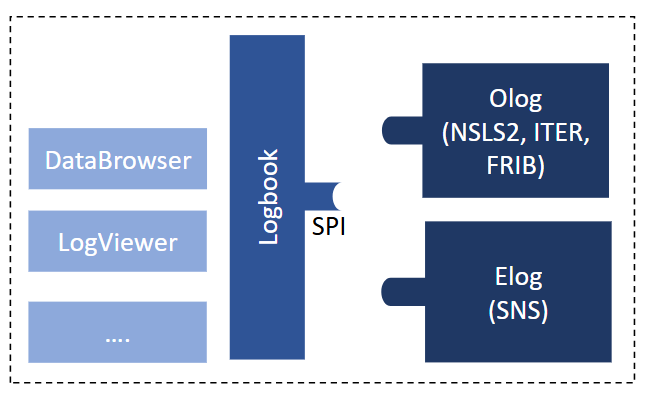 DataBrowser
LogViewer
....
Logbook
SPI
Olog
(NSLS2, ITER,
FRIB)
Elog
(SNS)